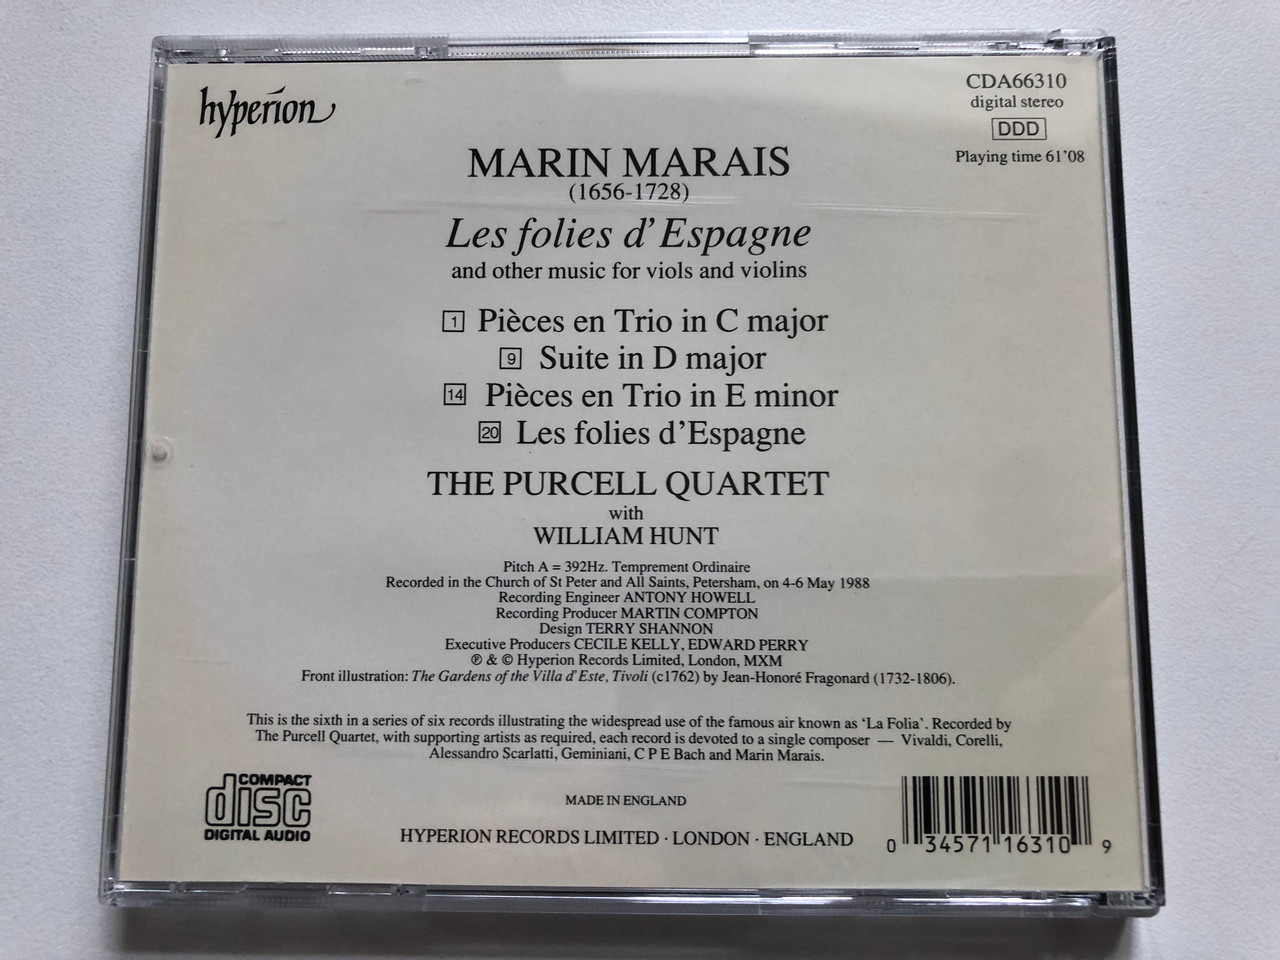 hyperion
CDA66310
digital stereo
DDD
Playing time 61'08
MARIN MARAIS
(1656-1728)
Les folies d'Espagne
and other music for viols and violins
1 Pièces en Trio in C major
9 Suite in D major
14 Pièces en Trio in E minor
20 Les folies d'Espagne
THE PURCELL QUARTET
with
WILLIAM HUNT
Pitch A = 392Hz. Temprement Ordinaire
Recorded in the Church of St Peter and All Saints, Petersham, on 4-6 May 1988
Recording Engineer ANTONY HOWELL
Recording Producer MARTIN COMPTON
Design TERRY SHANNON
Executive Producers CECILE KELLY, EDWARD PERRY
℗ & © Hyperion Records Limited, London, MXM
Front illustration: The Gardens of the Villa d'Este, Tivoli (c1762) by Jean-Honoré Fragonard (1732-1806).
This is the sixth in a series of six records illustrating the widespread use of the famous air known as 'La Folia'. Recorded by
The Purcell Quartet, with supporting artists as required, each record is devoted to a single composer — Vivaldi, Corelli,
Alessandro Scarlatti, Geminiani, C P E Bach and Marin Marais.
COMPACT
disc
DIGITAL AUDIO
MADE IN ENGLAND
HYPERION RECORDS LIMITED · LONDON · ENGLAND
0 34571 16310 9